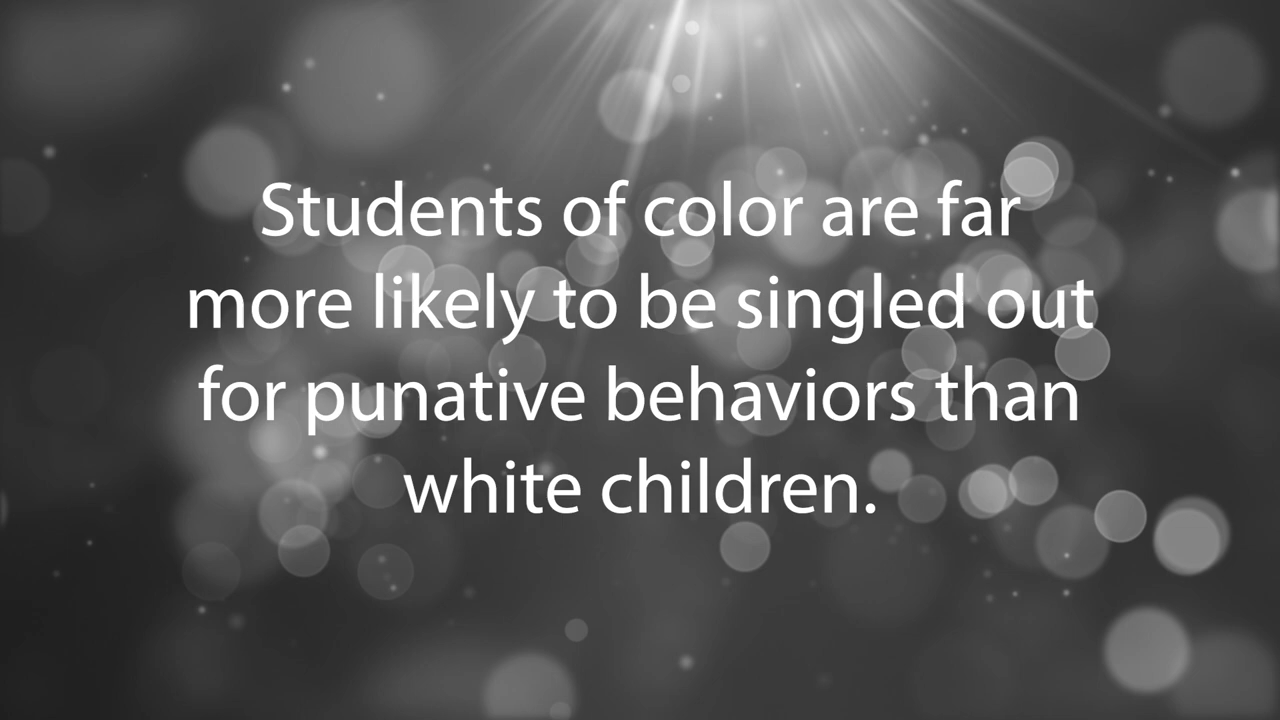 Students of color are far
more likely to be singled out
for punative behaviors than
white children.